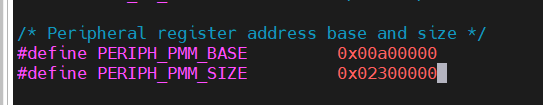 /* Peripheral register address base and size */
#define PERIPH_PMM_BASE 0x00a00000
#define PERIPH_PMM_SIZE 0x02300000